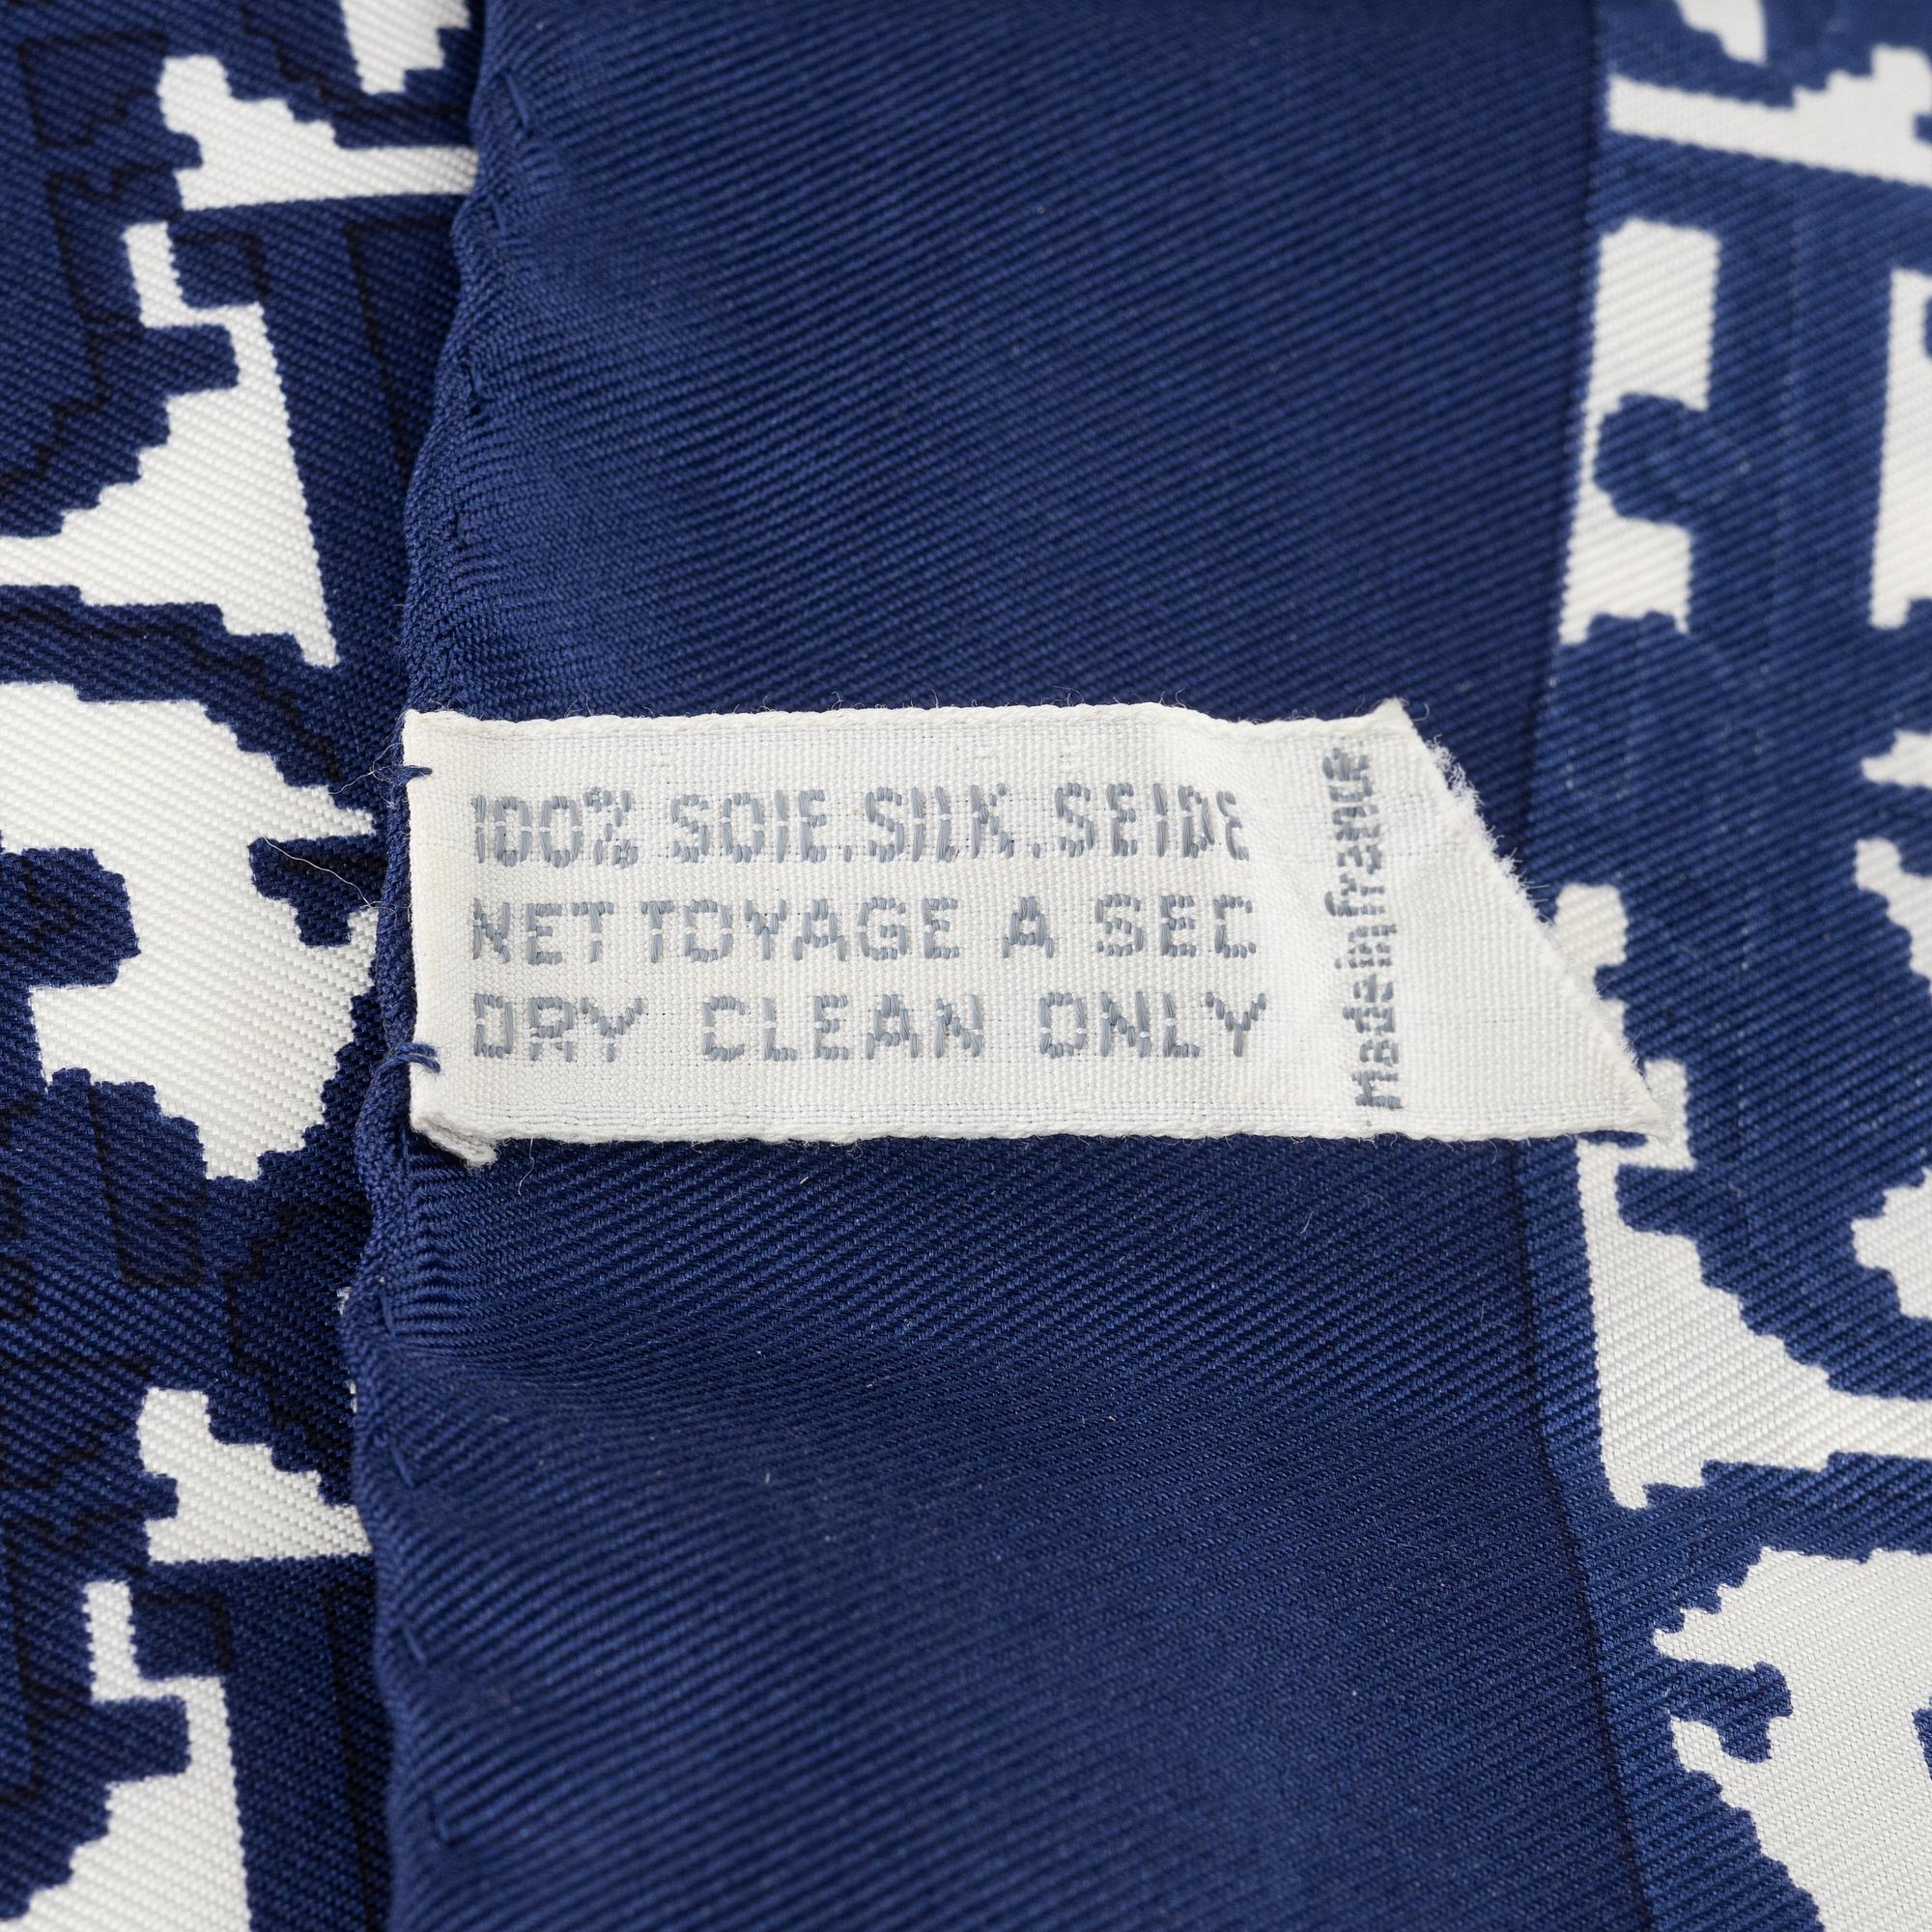 100% SOIE.SILK.SEIDE
NETTOYAGE A SEC
DRY CLEAN ONLY
Made in france